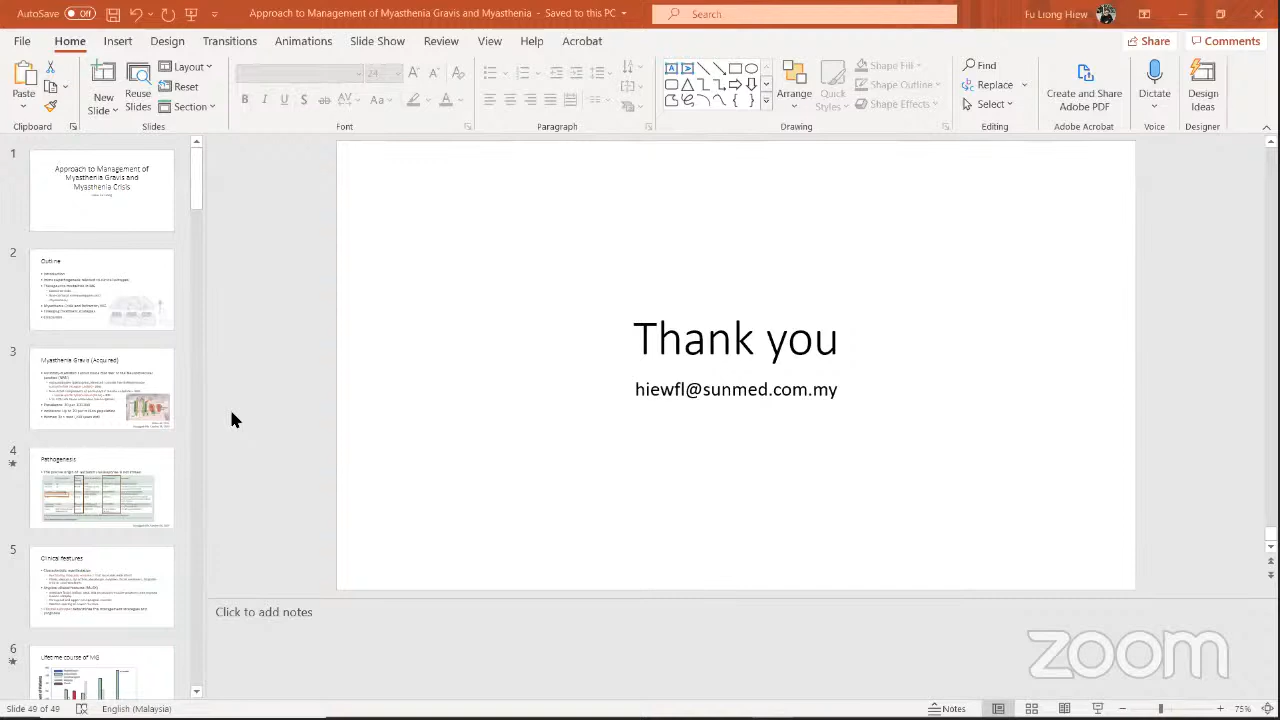 AutoSave Off
Approach to Management of Myasthenia Gravis and Myasthenia - Saved to this PC
Search
Fu Liong Hiew
File Home Insert Design Transitions Animations Slide Show Review View Help Acrobat
Share
Comments
Paste
Clipboard
New Slide
Reuse Slides
Layout
Reset
Section
Slides
24
Font
Paragraph
Arrange
Quick Styles
Shape Fill
Shape Outline
Shape Effects
Drawing
Find
Replace
Select
Editing
Create and Share Adobe PDF
Adobe Acrobat
Dictate
Voice
Design Ideas
Designer
1
Approach to Management of
Myasthenia Gravis and
Myasthenia Crisis
2
Outline
Introduction
3
Myasthenia Gravis (Acquired)
4
Pathogenesis
5
Clinical features
6
Lifetime course of MG
Thank you
hiewfl@sunmed.com.my
Click to add notes
zoom
Slide 49 of 49
English (Malaysia)
Notes
75%